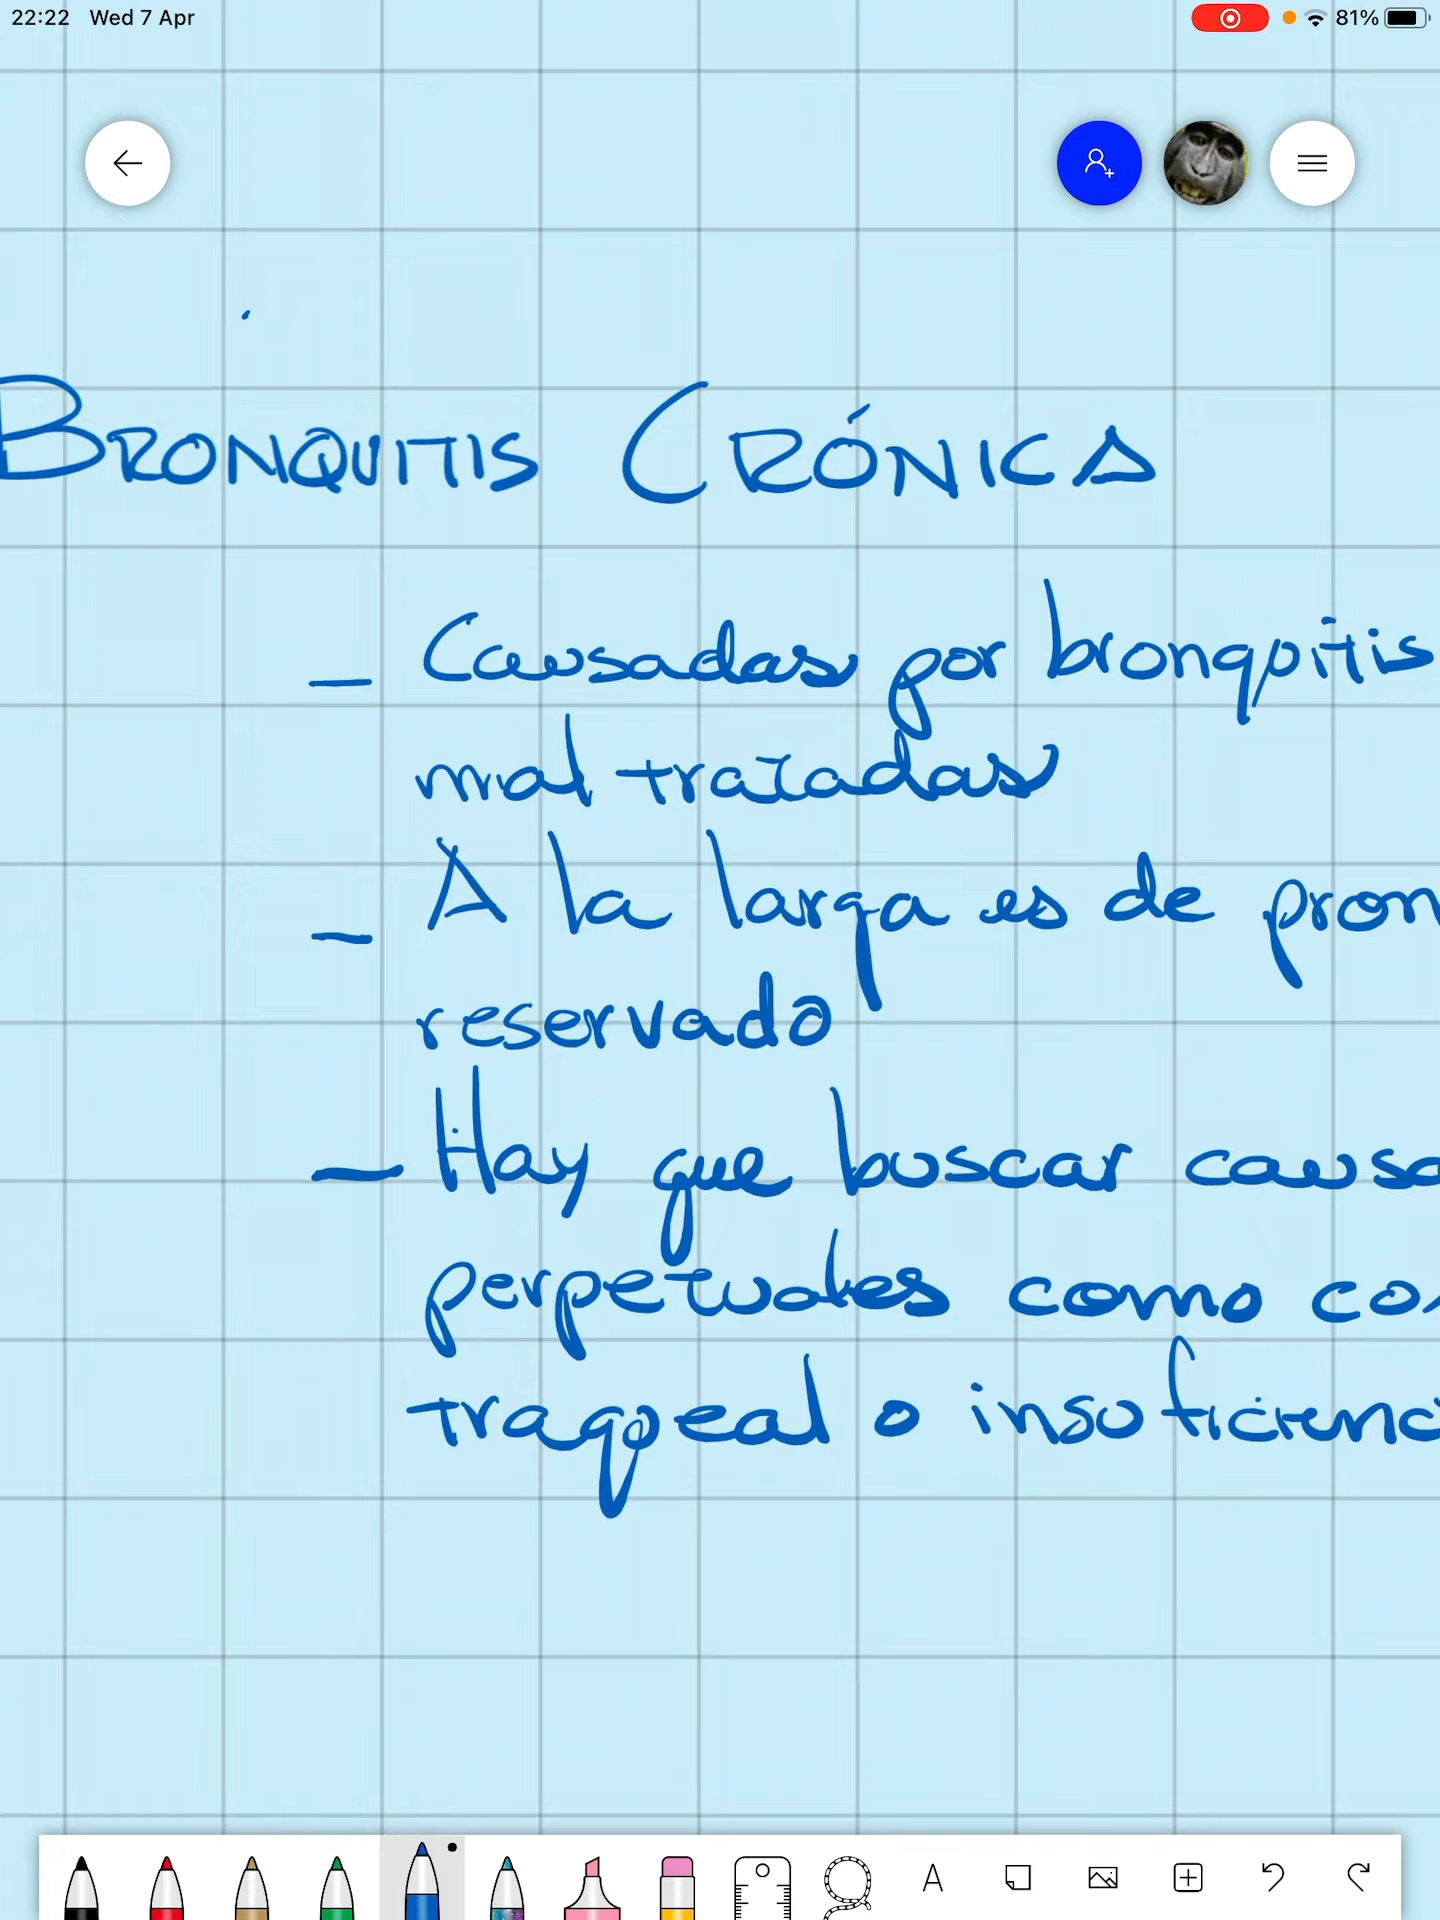 22:22 Wed 7 Apr 81%
BRONQUITIS CRÓNICA
- Causadas por bronquitis
mal tratadas
- A la larga es de pron
reservado
- Hay que buscar causa
perpetuales como co
traqueal o insuficienc
A